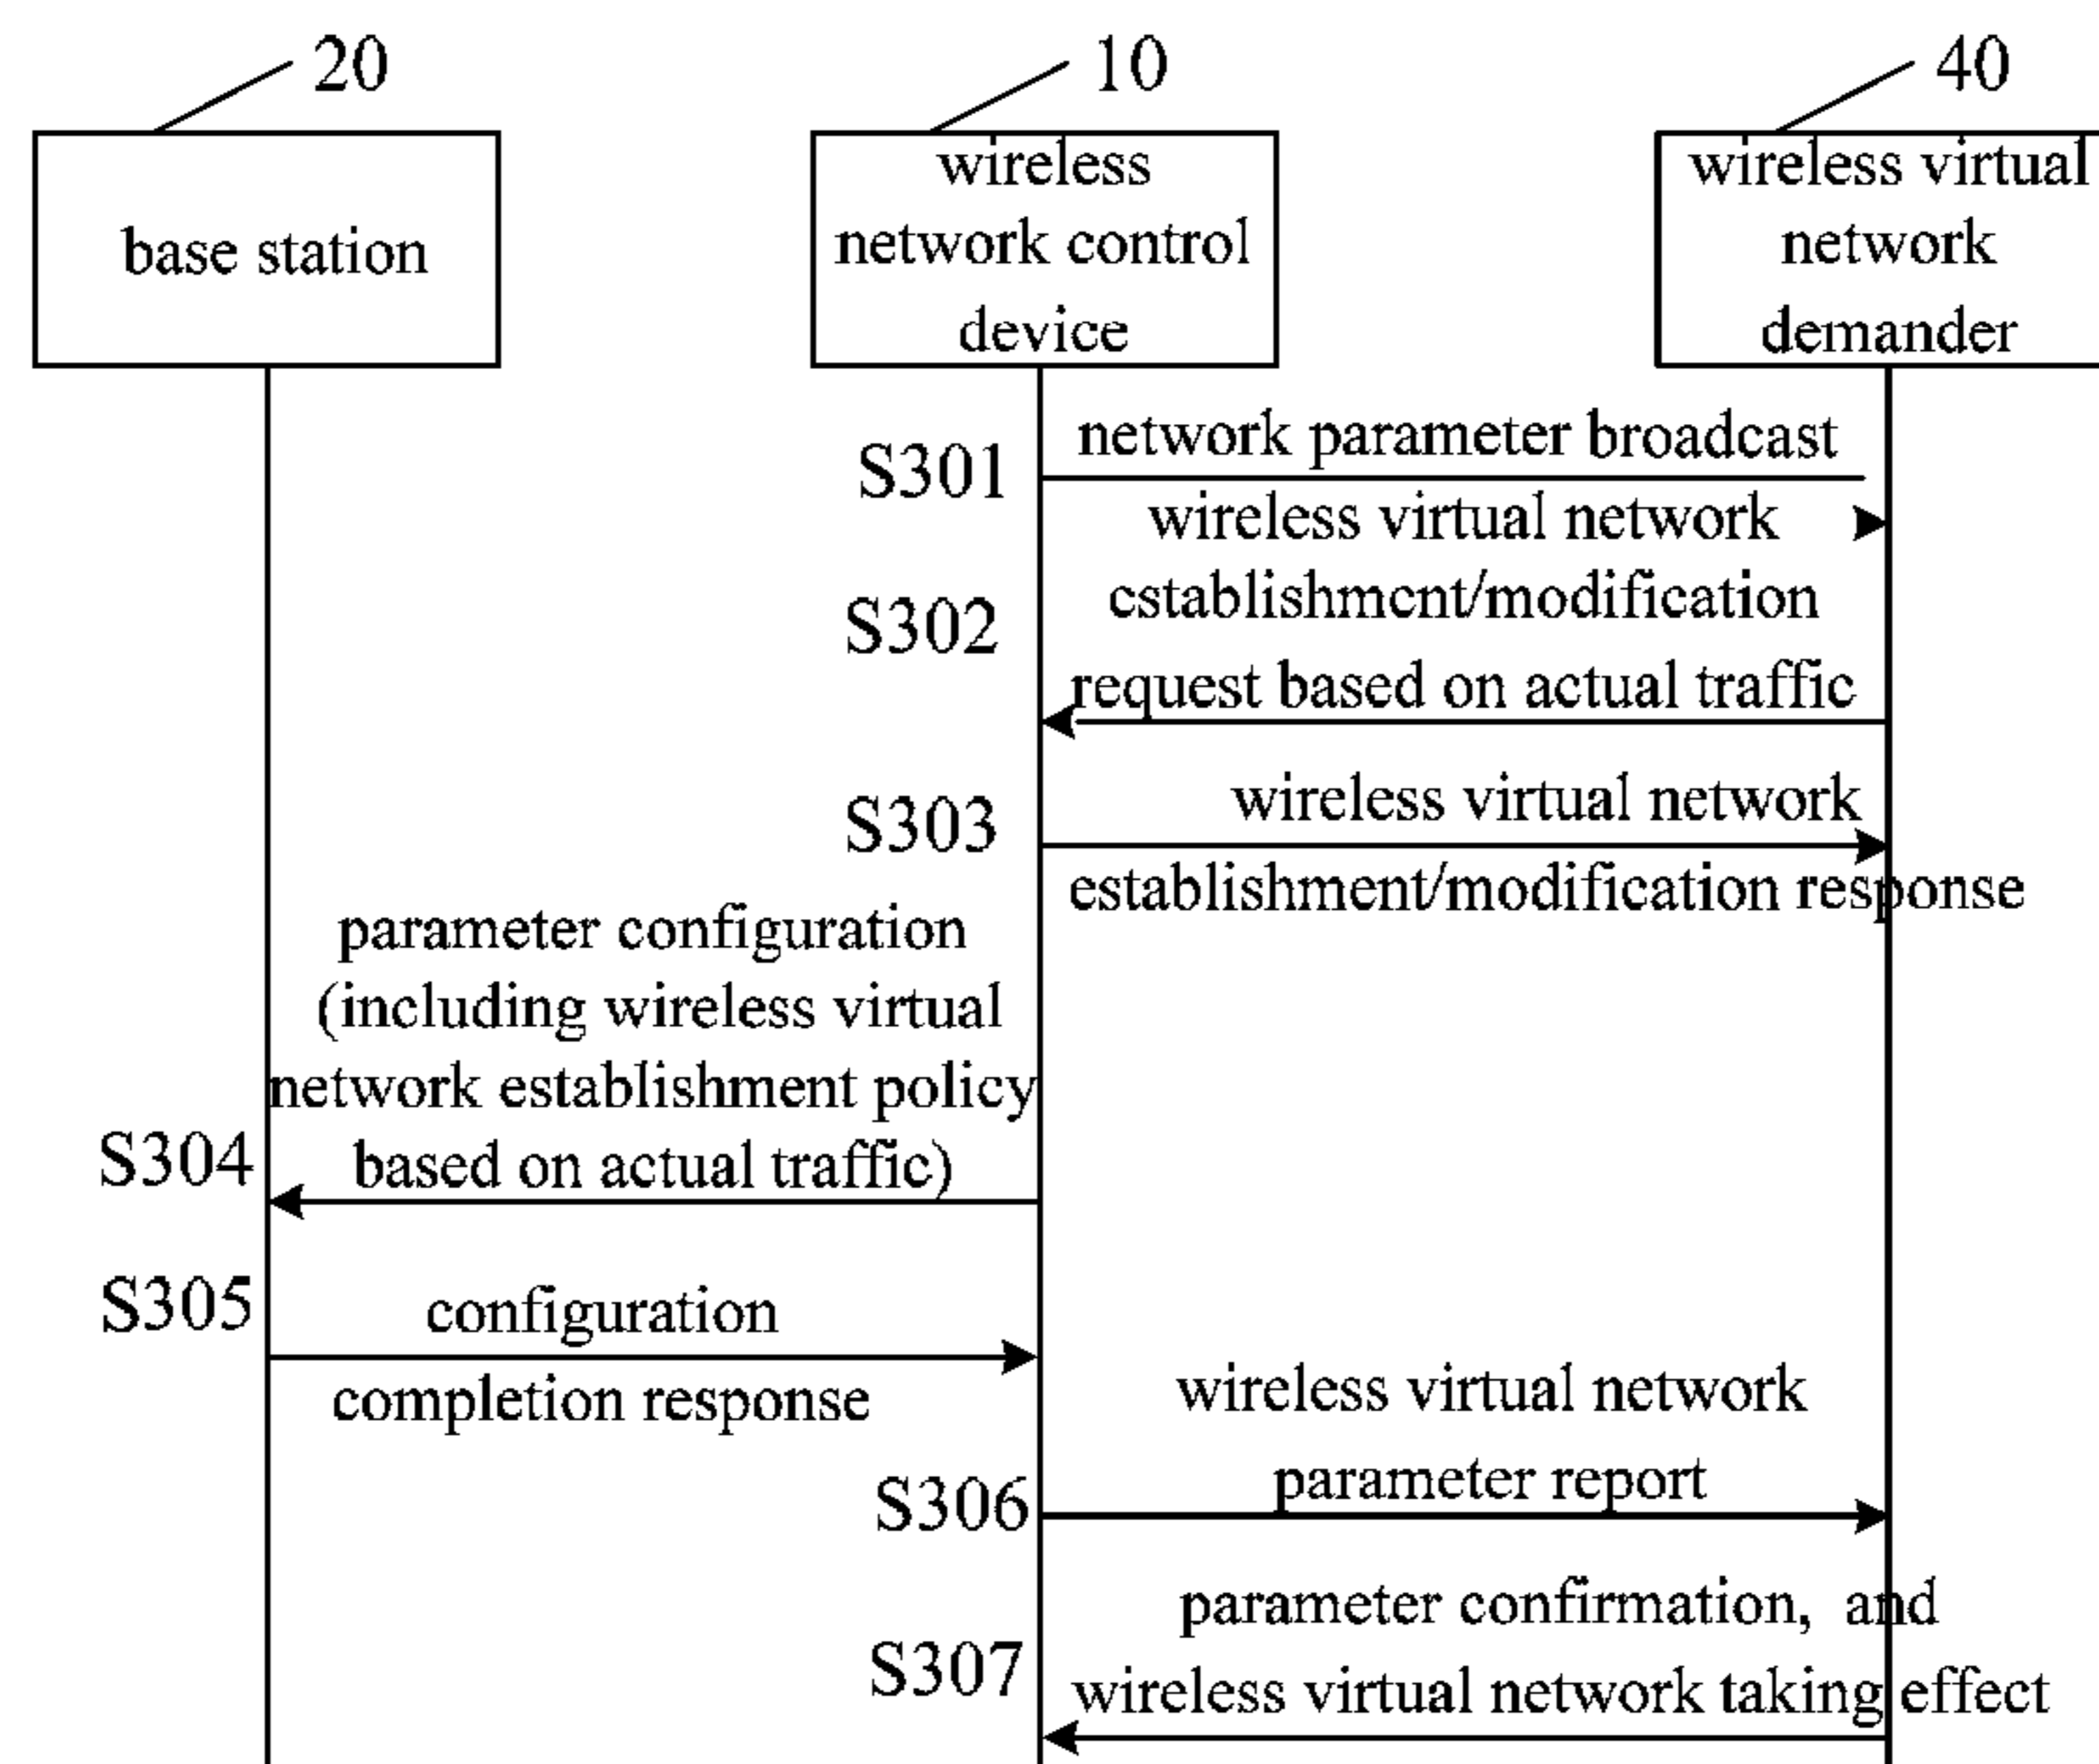 20
10
40
base station
wireless
network control
device
wireless virtual
network
demander
S301
network parameter broadcast
S302
wireless virtual network
establishment/modification
request based on actual traffic
S303
wireless virtual network
establishment/modification response
parameter configuration
(including wireless virtual
network establishment policy
based on actual traffic)
S304
S305
configuration
completion response
wireless virtual network
parameter report
S306
parameter confirmation, and
wireless virtual network taking effect
S307